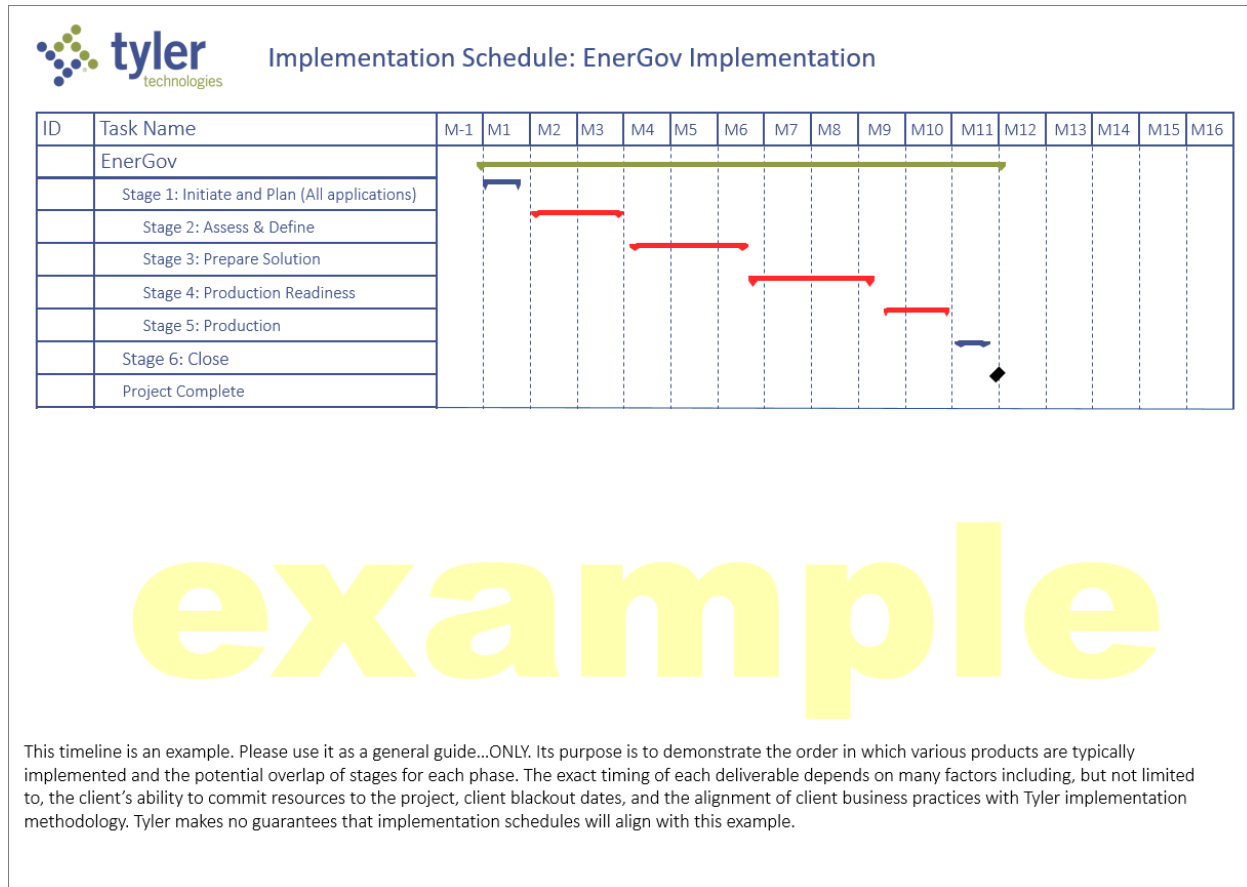 tyler
technologies
Implementation Schedule: EnerGov Implementation
ID Task Name M-1 M1 M2 M3 M4 M5 M6 M7 M8 M9 M10 M11 M12 M13 M14 M15 M16
EnerGov
Stage 1: Initiate and Plan (All applications)
Stage 2: Assess & Define
Stage 3: Prepare Solution
Stage 4: Production Readiness
Stage 5: Production
Stage 6: Close
Project Complete
example
This timeline is an example. Please use it as a general guide...ONLY. Its purpose is to demonstrate the order in which various products are typically
implemented and the potential overlap of stages for each phase. The exact timing of each deliverable depends on many factors including, but not limited
to, the client’s ability to commit resources to the project, client blackout dates, and the alignment of client business practices with Tyler implementation
methodology. Tyler makes no guarantees that implementation schedules will align with this example.